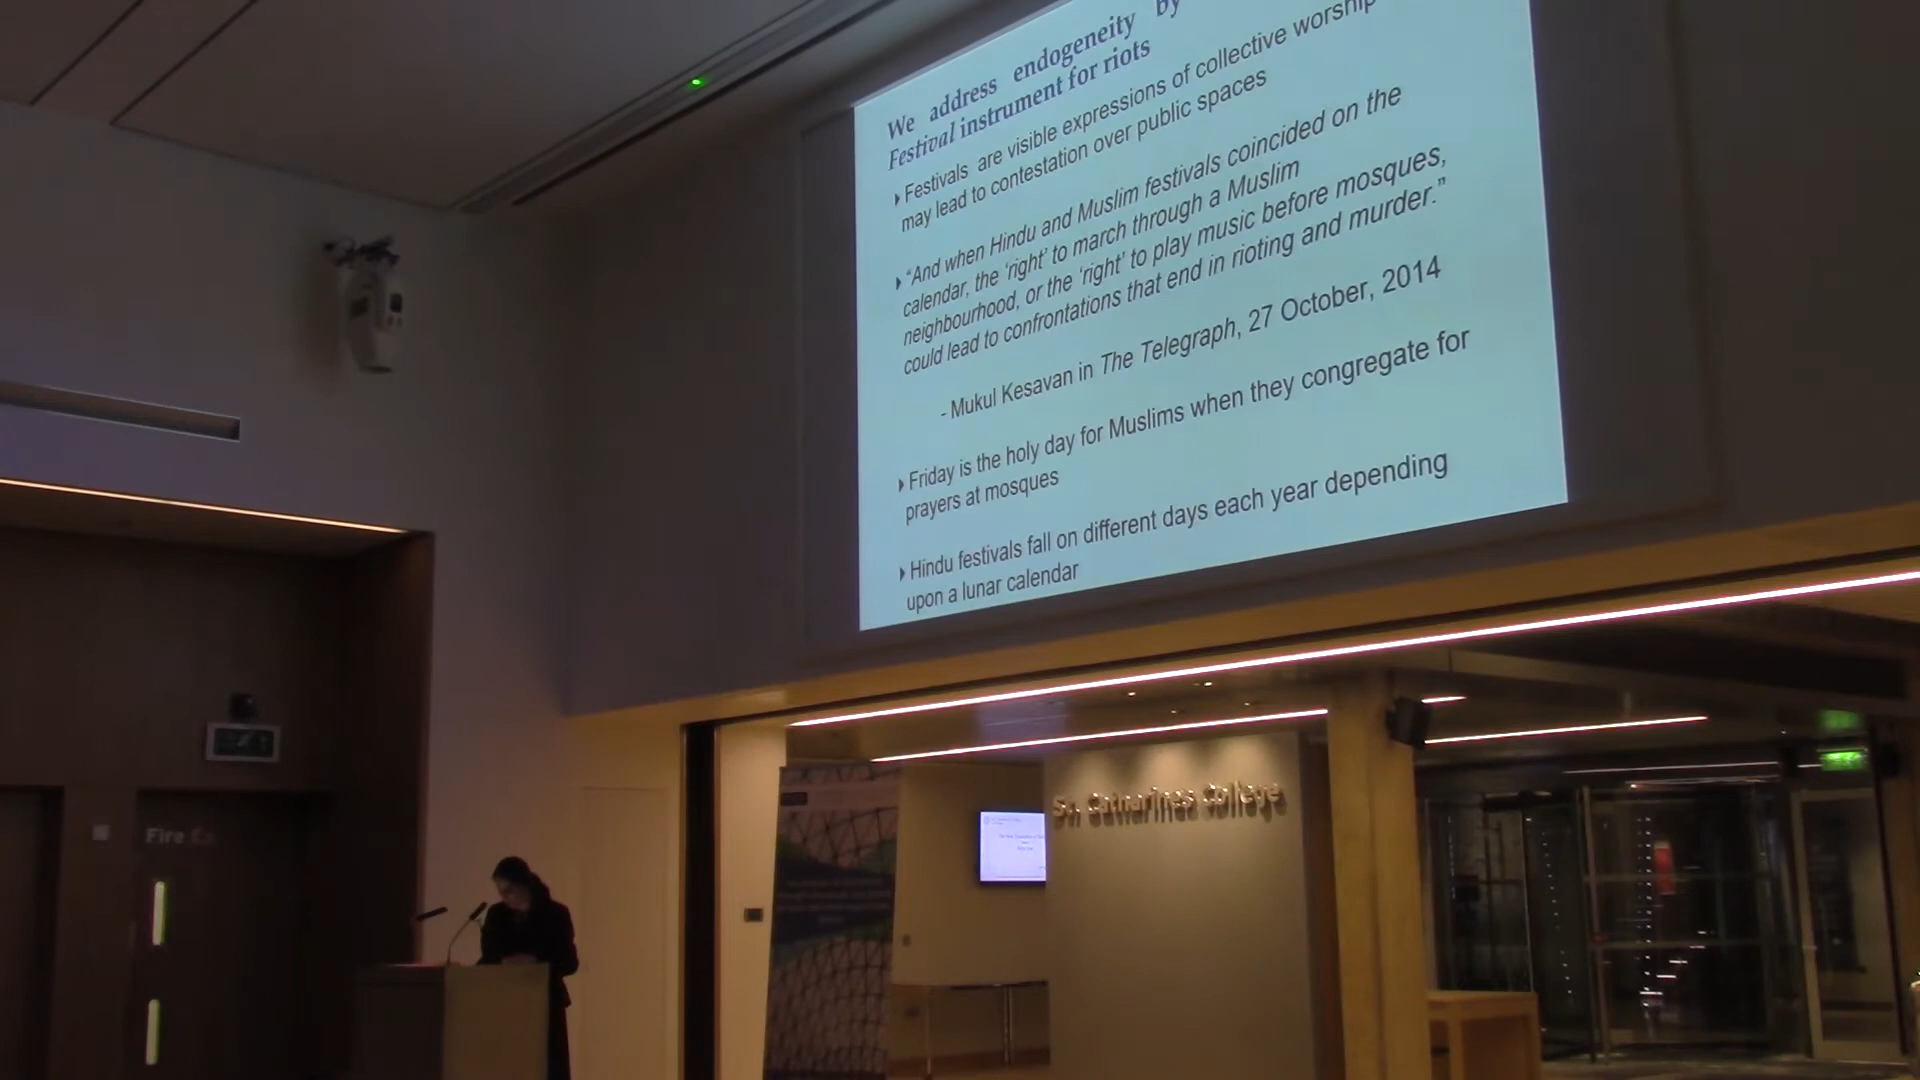 We address endogeneity by
Festival instrument for riots
Festivals are visible expressions of collective worship
may lead to contestation over public spaces
“And when Hindu and Muslim festivals coincided on the
calendar, the ‘right’ to march through a Muslim
neighbourhood, or the ‘right’ to play music before mosques,
could lead to confrontations that end in rioting and murder.”
- Mukul Kesavan in The Telegraph, 27 October, 2014
Friday is the holy day for Muslims when they congregate for
prayers at mosques
Hindu festivals fall on different days each year depending
upon a lunar calendar
St. Catharine's College
Fire